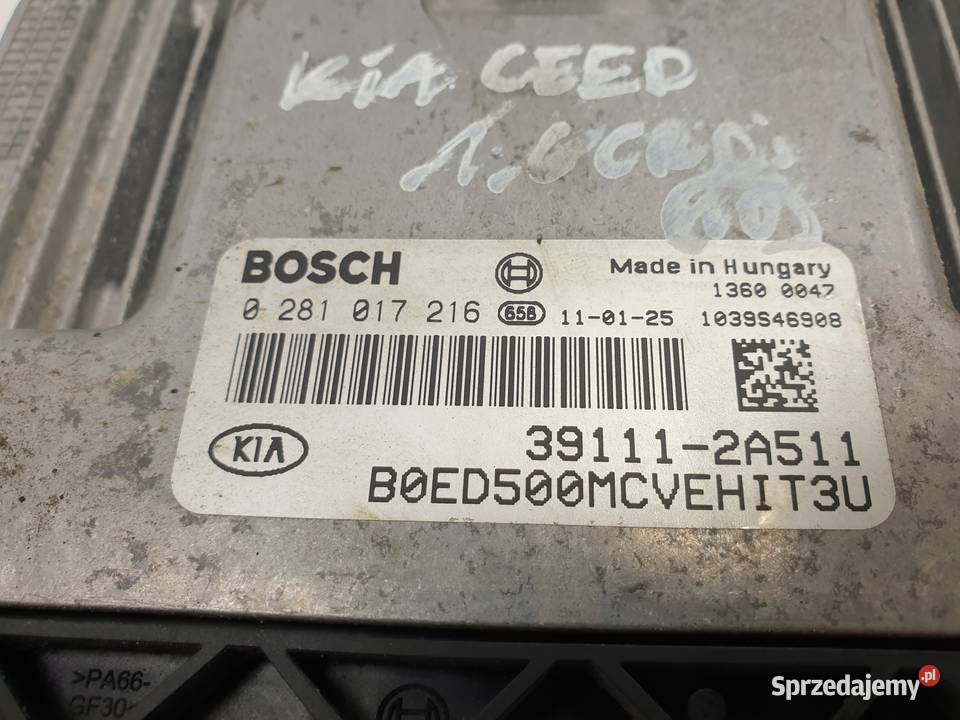 KIA CEED
1.6CRDi
BOSCH
Made in Hungary
1360 0047
0 281 017 216 658 11-01-25 1039S46908
KIA
39111-2A511
B0ED500MCVEHIT3U
>PA66-
GF30<
Sprzedajemy.pl